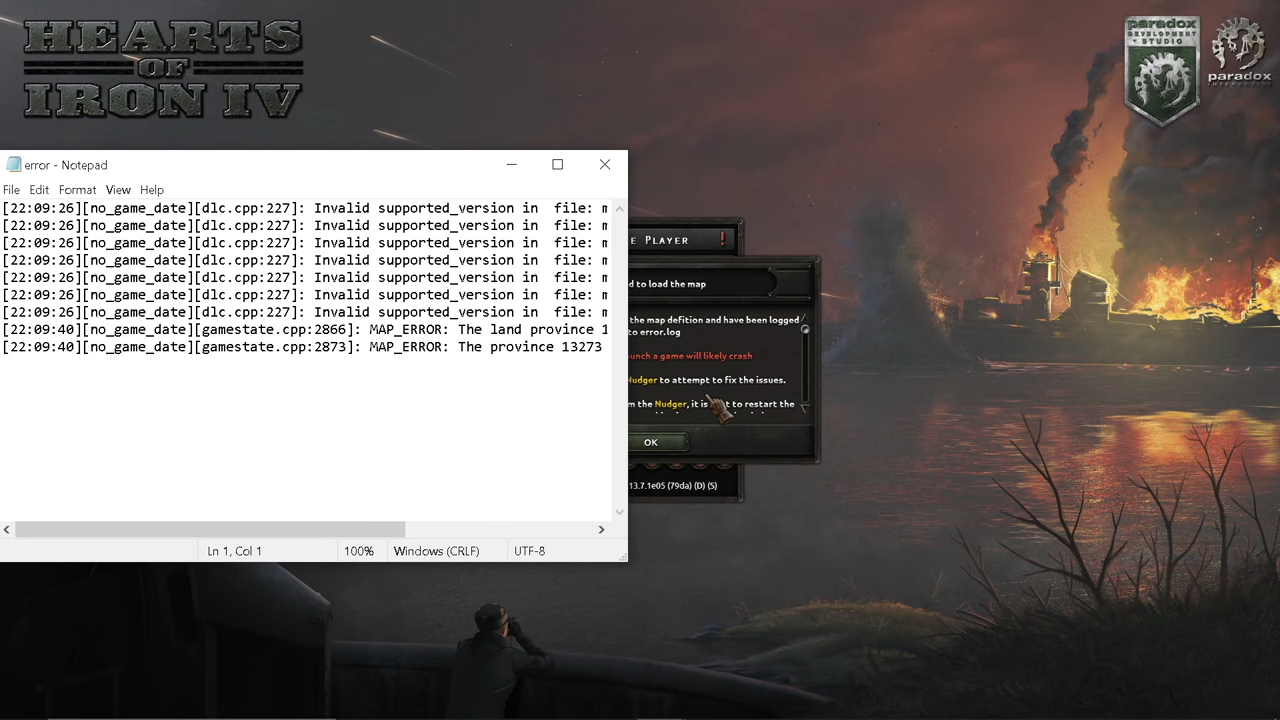 HEARTS
OF
IRON IV
paradox
DEVELOPMENT
STUDIO
paradox
INTERACTIVE
error - Notepad
File Edit Format View Help
[22:09:26][no_game_date][dlc.cpp:227]: Invalid supported_version in  file: m
[22:09:26][no_game_date][dlc.cpp:227]: Invalid supported_version in  file: m
[22:09:26][no_game_date][dlc.cpp:227]: Invalid supported_version in  file: m
[22:09:26][no_game_date][dlc.cpp:227]: Invalid supported_version in  file: m
[22:09:26][no_game_date][dlc.cpp:227]: Invalid supported_version in  file: m
[22:09:26][no_game_date][dlc.cpp:227]: Invalid supported_version in  file: m
[22:09:26][no_game_date][dlc.cpp:227]: Invalid supported_version in  file: m
[22:09:40][no_game_date][gamestate.cpp:2866]: MAP_ERROR: The land province 1
[22:09:40][no_game_date][gamestate.cpp:2873]: MAP_ERROR: The province 13273
Ln 1, Col 1 100% Windows (CRLF) UTF-8
E PLAYER !
d to load the map
the map defition and have been logged
to error.log
unch a game will likely crash
Nudger to attempt to fix the issues.
m the Nudger, it is to restart the
OK
13.7.1e05 (79da) (D) (S)